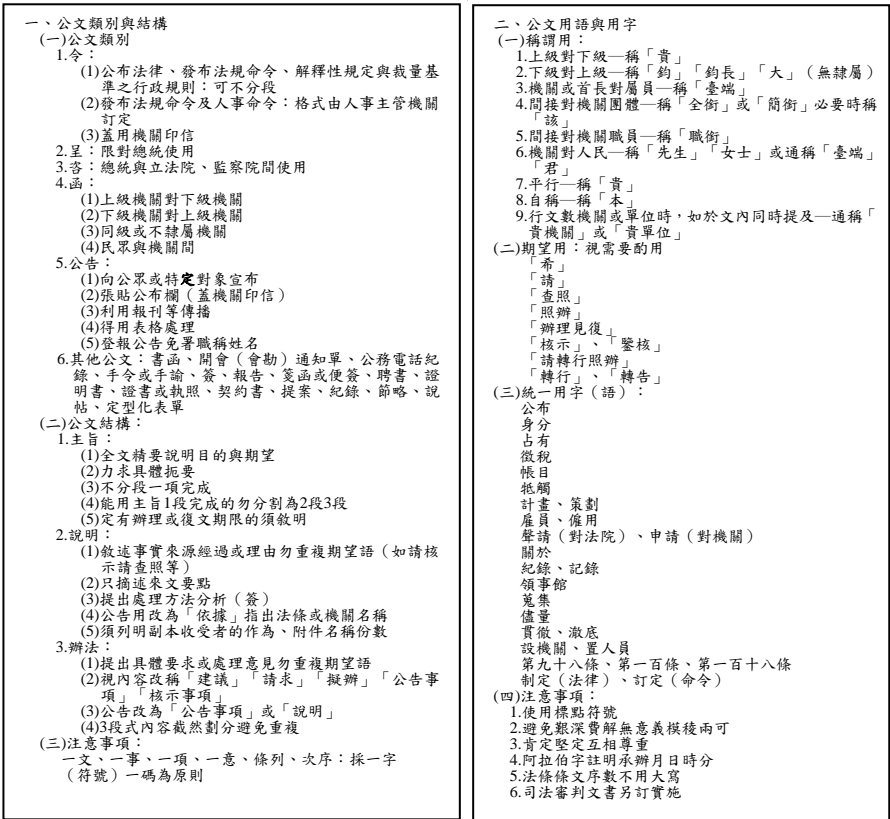 一、公文類別與結構
(一)公文類別
1.令：
(1)公布法律、發布法規命令、解釋性規定與裁量基
準之行政規則：可不分段
(2)發布法規命令及人事命令：格式由人事主管機關
訂定
(3)蓋用機關印信
2.呈：限對總統使用
3.咨：總統與立法院、監察院間使用
4.函：
(1)上級機關對下級機關
(2)下級機關對上級機關
(3)同級或不隸屬機關
(4)民眾與機關間
5.公告：
(1)向公眾或特定對象宣布
(2)張貼公布欄（蓋機關印信）
(3)利用報刊等傳播
(4)得用表格處理
(5)登報公告免署職稱姓名
6.其他公文：書函、開會（會勘）通知單、公務電話紀
錄、手令或手諭、簽、報告、箋函或便簽、聘書、證
明書、證書或執照、契約書、提案、紀錄、節略、說
帖、定型化表單
(二)公文結構：
1.主旨：
(1)全文精要說明目的與期望
(2)力求具體扼要
(3)不分段一項完成
(4)能用主旨1段完成的勿分割為2段3段
(5)定有辦理或復文期限的須敘明
2.說明：
(1)敘述事實來源經過或理由勿重複期望語（如請核
示請查照等）
(2)只摘述來文要點
(3)提出處理方法分析（簽）
(4)公告用改為「依據」指出法條或機關名稱
(5)須列明副本收受者的作為、附件名稱份數
3.辦法：
(1)提出具體要求或處理意見勿重複期望語
(2)視內容改稱「建議」「請求」「擬辦」「公告事
項」「核示事項」
(3)公告改為「公告事項」或「說明」
(4)3段式內容截然劃分避免重複
(三)注意事項：
一文、一事、一項、一意、條列、次序：採一字
（符號）一碼為原則
二、公文用語與用字
(一)稱謂用：
1.上級對下級─稱「貴」
2.下級對上級─稱「鈞」「鈞長」「大」（無隸屬）
3.機關或首長對屬員─稱「臺端」
4.間接對機關團體─稱「全銜」或「簡銜」必要時稱
「該」
5.間接對機關職員─稱「職銜」
6.機關對人民─稱「先生」「女士」或通稱「臺端」
「君」
7.平行─稱「貴」
8.自稱─稱「本」
9.行文數機關或單位時，如於文內同時提及─通稱「
貴機關」或「貴單位」
(二)期望用：視需要酌用
「希」
「請」
「查照」
「照辦」
「辦理見復」
「核示」、「鑒核」
「請轉行照辦」
「轉行」、「轉告」
(三)統一用字（語）：
公布
身分
占有
徵稅
帳目
牴觸
計畫、策劃
雇員、僱用
聲請（對法院）、申請（對機關）
關於
紀錄、記錄
領事館
蒐集
儘量
貫徹、澈底
設機關、置人員
第九十八條、第一百條、第一百十八條
制定（法律）、訂定（命令）
(四)注意事項：
1.使用標點符號
2.避免艱深費解無意義模稜兩可
3.肯定堅定互相尊重
4.阿拉伯字註明承辦月日時分
5.法條條文序數不用大寫
6.司法審判文書另訂實施